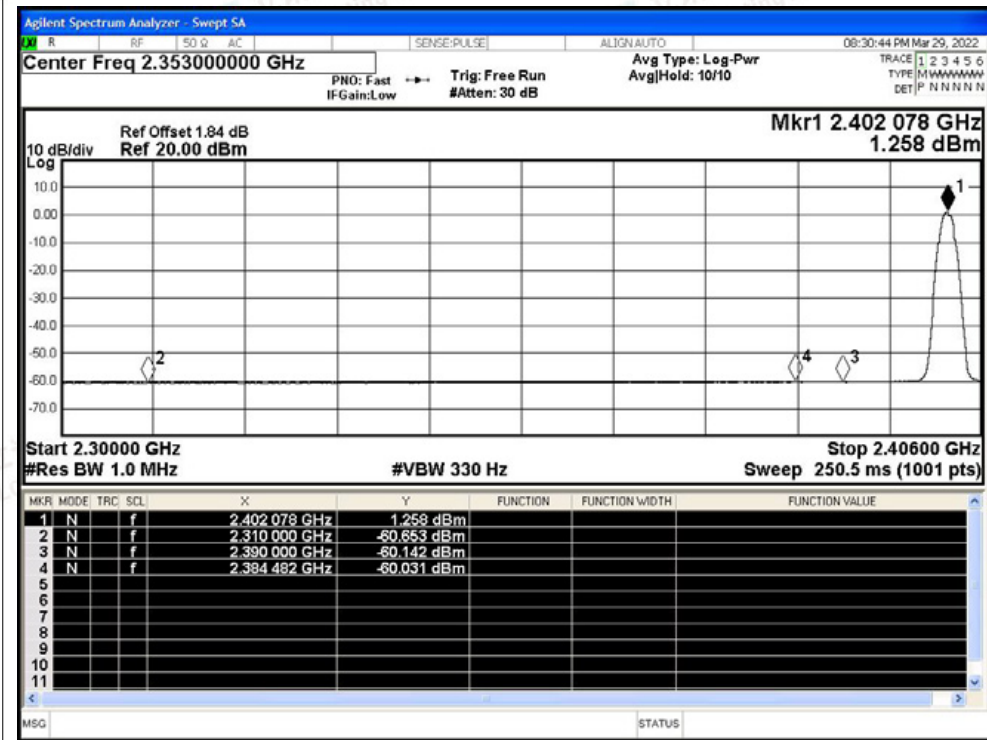 Agilent Spectrum Analyzer - Swept SA
LXI R RF 50 Ω AC SENSE:PULSE ALIGNAUTO 08:30:44 PM Mar 29, 2022
Center Freq 2.353000000 GHz
PNO: Fast
IFGain:Low
Trig: Free Run
#Atten: 30 dB
Avg Type: Log-Pwr
Avg|Hold: 10/10
TRACE 1 2 3 4 5 6
TYPE M WWWWW
DET P N N N N N
Ref Offset 1.84 dB
10 dB/div Ref 20.00 dBm
Log
Mkr1 2.402 078 GHz
1.258 dBm
10.0
0.00
-10.0
-20.0
-30.0
-40.0
-50.0
-60.0
-70.0
1
2
4
3
Start 2.30000 GHz Stop 2.40600 GHz
#Res BW 1.0 MHz #VBW 330 Hz Sweep 250.5 ms (1001 pts)
MKR MODE TRC SCL X Y FUNCTION FUNCTION WIDTH FUNCTION VALUE
1 N f 2.402 078 GHz 1.258 dBm
2 N f 2.310 000 GHz -60.653 dBm
3 N f 2.390 000 GHz -60.142 dBm
4 N f 2.384 482 GHz -60.031 dBm
5
6
7
8
9
10
11
MSG STATUS